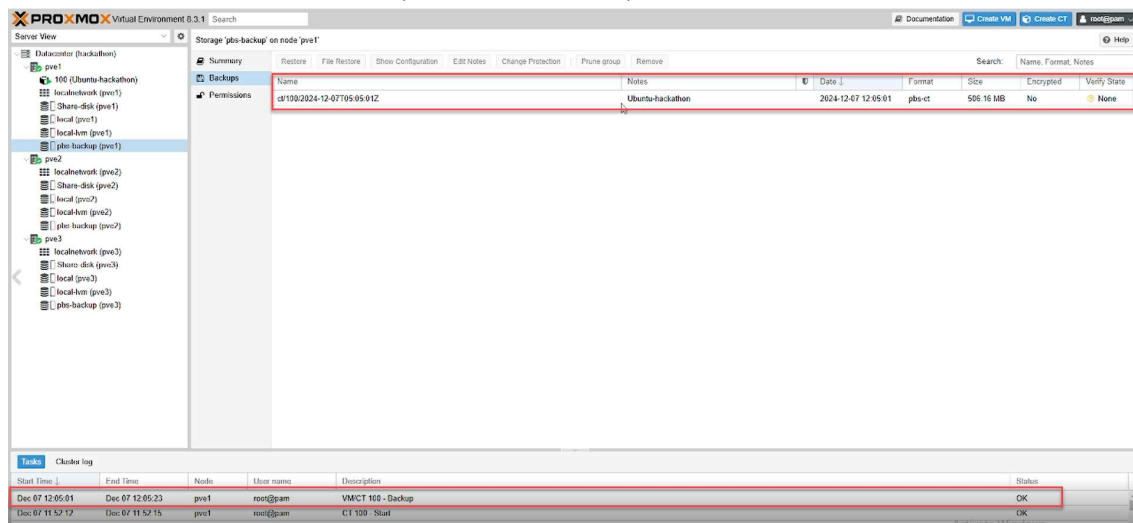 PROXMOX Virtual Environment 8.3.1 Search
Documentation Create VM Create CT root@pam
Server View
Datacenter (hackathon)
pve1
100 (Ubuntu-hackathon)
localnetwork (pve1)
Share-disk (pve1)
local (pve1)
local-lvm (pve1)
pbs-backup (pve1)
pve2
localnetwork (pve2)
Share-disk (pve2)
local (pve2)
local-lvm (pve2)
pbs-backup (pve2)
pve3
localnetwork (pve3)
Share-disk (pve3)
local (pve3)
local-lvm (pve3)
pbs-backup (pve3)
Storage 'pbs-backup' on node 'pve1'
Help
Summary
Backups
Permissions
Restore File Restore Show Configuration Edit Notes Change Protection Prune group Remove Search: Name, Format, Notes
Name Notes Date Format Size Encrypted Verify State
ct/100/2024-12-07T05:05:01Z Ubuntu-hackathon 2024-12-07 12:05:01 pbs-ct 506.16 MB No None
Tasks Cluster log
Start Time End Time Node User name Description Status
Dec 07 12:05:01 Dec 07 12:05:23 pve1 root@pam VM/CT 100 - Backup OK
Dec 07 11:52:12 Dec 07 11:52:15 pve1 root@pam CT 100 - Start OK